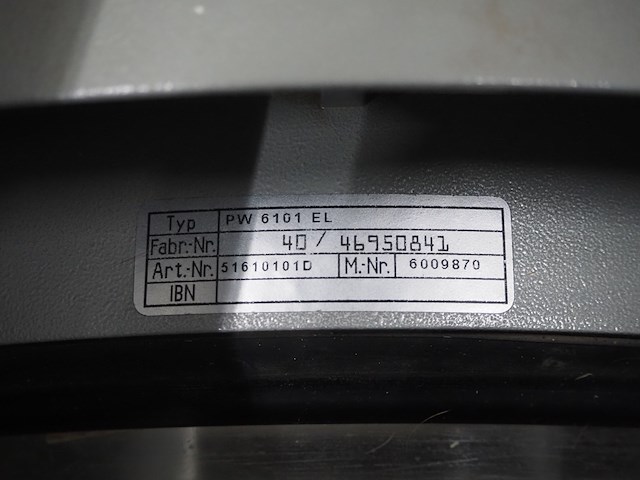 Typ PW 6101 EL
Fabr.-Nr. 40 / 46950841
Art.-Nr. 51610101D M.-Nr. 6009870
IBN